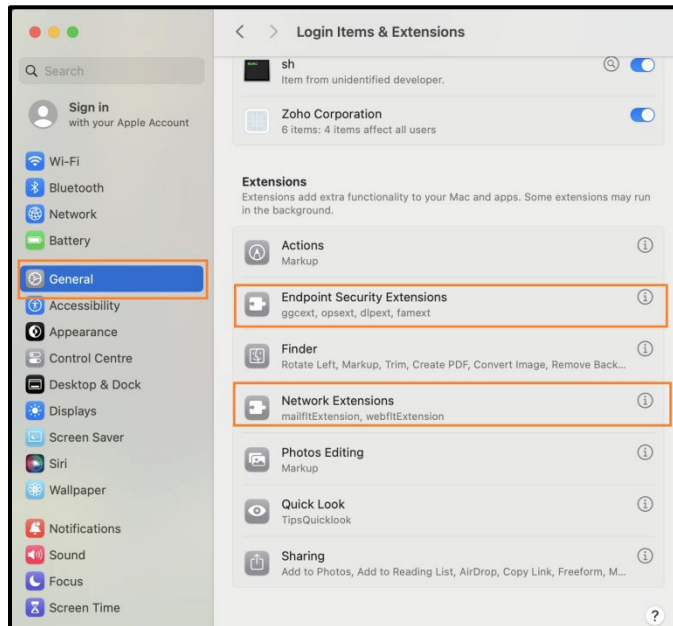 Login Items & Extensions
Search
Sign in
with your Apple Account
Wi-Fi
Bluetooth
Network
Battery
General
Accessibility
Appearance
Control Centre
Desktop & Dock
Displays
Screen Saver
Siri
Wallpaper
Notifications
Sound
Focus
Screen Time
sh
Item from unidentified developer.
Zoho Corporation
6 items: 4 items affect all users
Extensions
Extensions add extra functionality to your Mac and apps. Some extensions may run
in the background.
Actions
Markup
Endpoint Security Extensions
ggcext, opsext, dlpext, famext
Finder
Rotate Left, Markup, Trim, Create PDF, Convert Image, Remove Back...
Network Extensions
mailfltExtension, webfltExtension
Photos Editing
Markup
Quick Look
TipsQuicklook
Sharing
Add to Photos, Add to Reading List, AirDrop, Copy Link, Freeform, M...
?